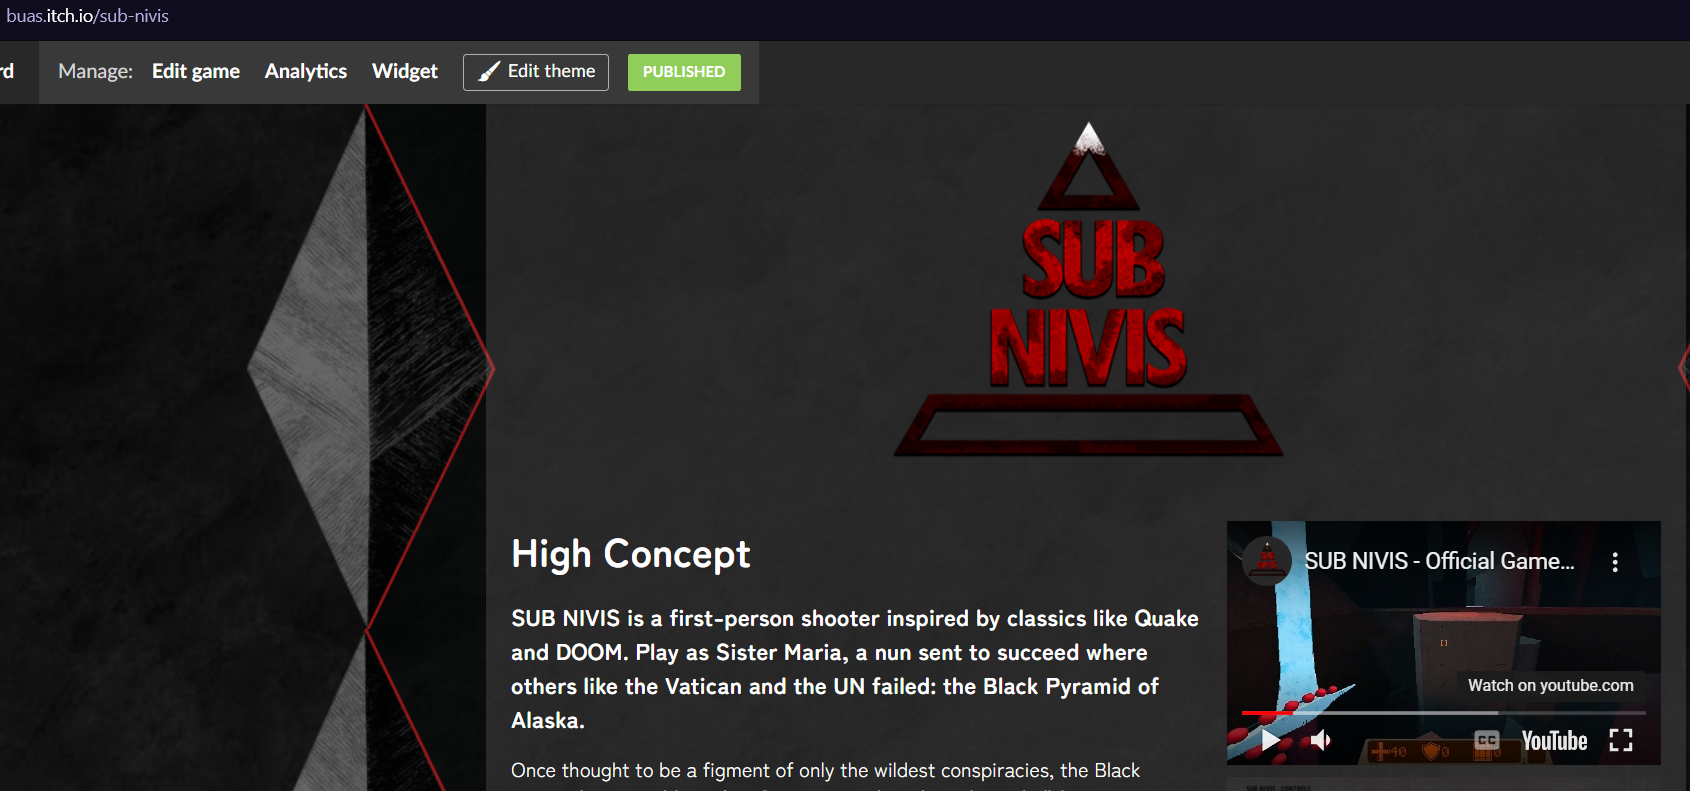 buas.itch.io/sub-nivis
rd
Manage: Edit game Analytics Widget Edit theme PUBLISHED
SUB
NIVIS
High Concept
SUB NIVIS is a first-person shooter inspired by classics like Quake
and DOOM. Play as Sister Maria, a nun sent to succeed where
others like the Vatican and the UN failed: the Black Pyramid of
Alaska.
Once thought to be a figment of only the wildest conspiracies, the Black
SUB NIVIS - Official Game...
Watch on youtube.com
CC YouTube